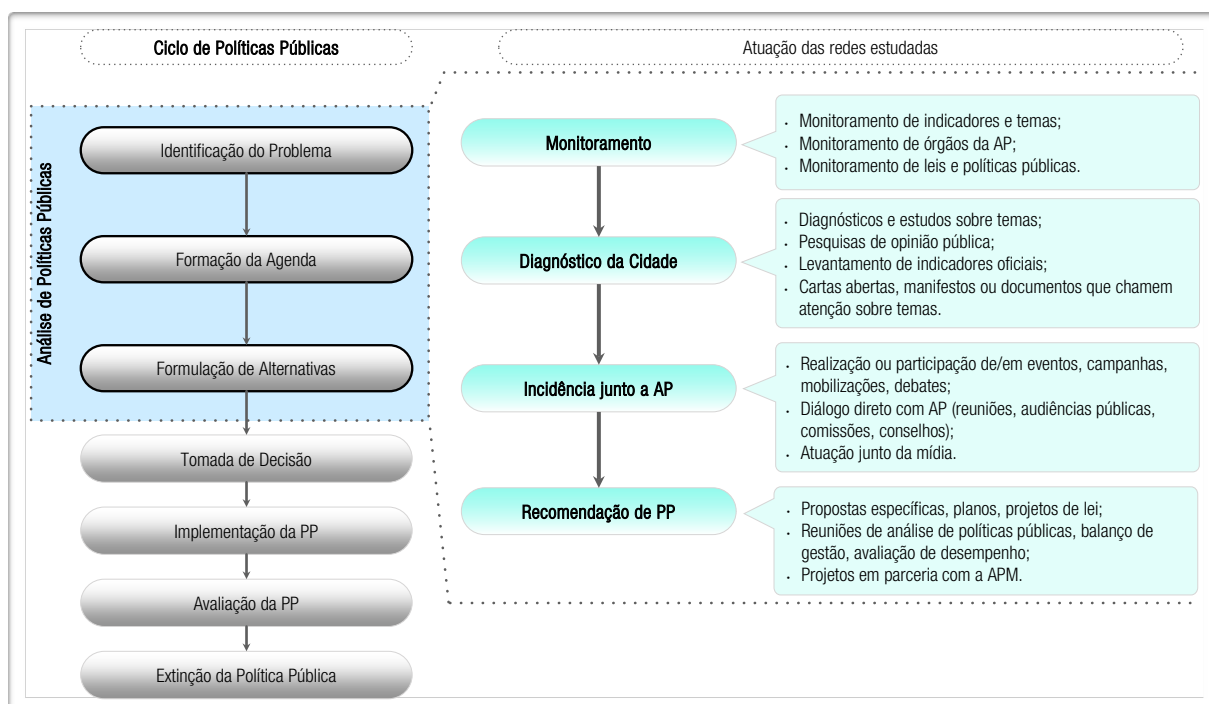 Ciclo de Políticas Públicas
Atuação das redes estudadas
Análise de Políticas Públicas
Identificação do Problema
Formação da Agenda
Formulação de Alternativas
Tomada de Decisão
Implementação da PP
Avaliação da PP
Extinção da Política Pública
Monitoramento
• Monitoramento de indicadores e temas;
• Monitoramento de órgãos da AP;
• Monitoramento de leis e políticas públicas.
Diagnóstico da Cidade
• Diagnósticos e estudos sobre temas;
• Pesquisas de opinião pública;
• Levantamento de indicadores oficiais;
• Cartas abertas, manifestos ou documentos que chamem
atenção sobre temas.
Incidência junto a AP
• Realização ou participação de/em eventos, campanhas,
mobilizações, debates;
• Diálogo direto com AP (reuniões, audiências públicas,
comissões, conselhos);
• Atuação junto da mídia.
Recomendação de PP
• Propostas específicas, planos, projetos de lei;
• Reuniões de análise de políticas públicas, balanço de
gestão, avaliação de desempenho;
• Projetos em parceria com a APM.